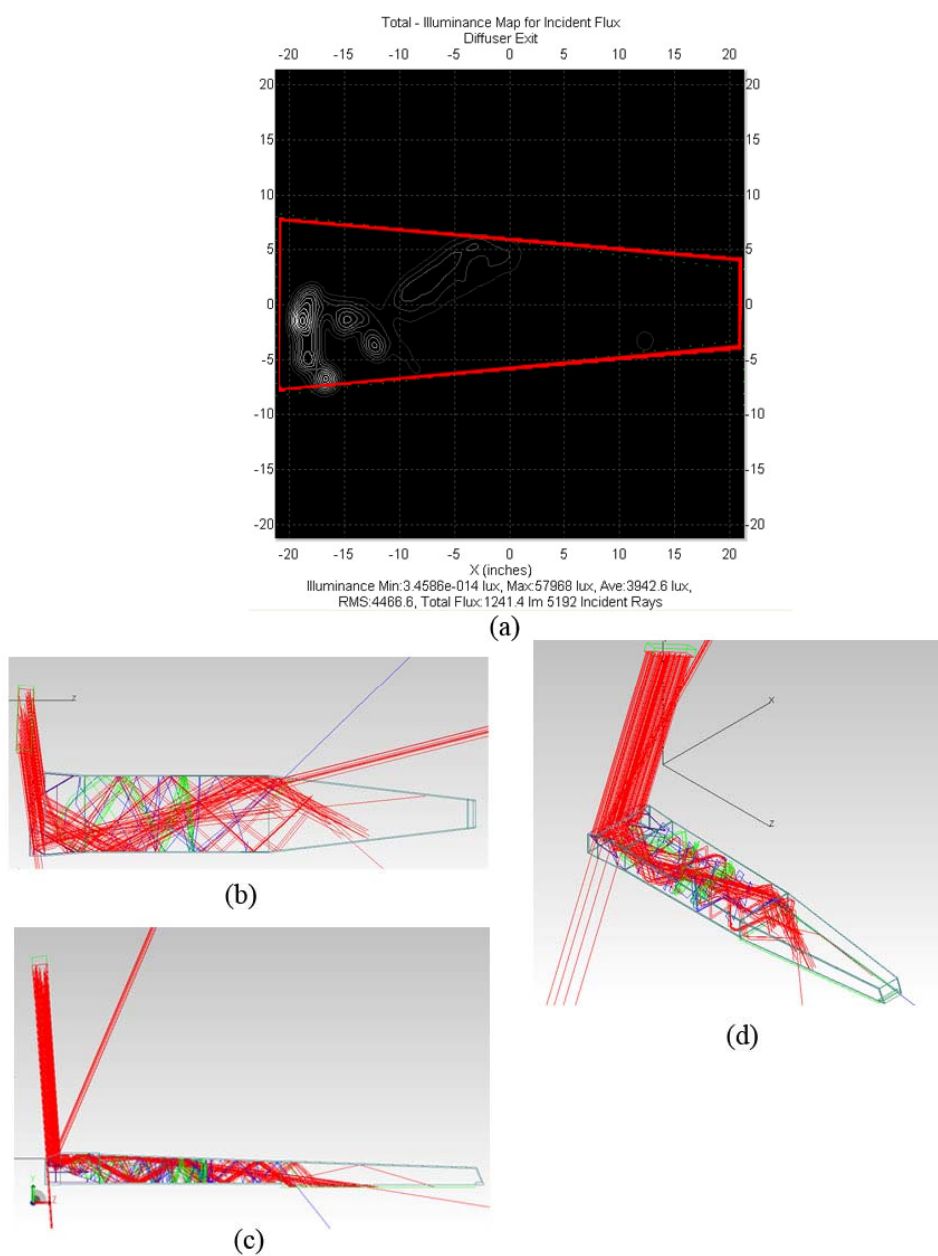 Total - Illuminance Map for Incident Flux
Diffuser Exit
-20 -15 -10 -5 0 5 10 15 20
20 20
15 15
10 10
5 5
0 0
-5 -5
-10 -10
-15 -15
-20 -20
-20 -15 -10 -5 0 5 10 15 20
X (inches)
Illuminance Min:3.4586e-014 lux, Max:57968 lux, Ave:3942.6 lux,
RMS:4466.6, Total Flux:1241.4 lm 5192 Incident Rays
(a)
Z
(b)
X
Z
(d)
Y
Z
(c)